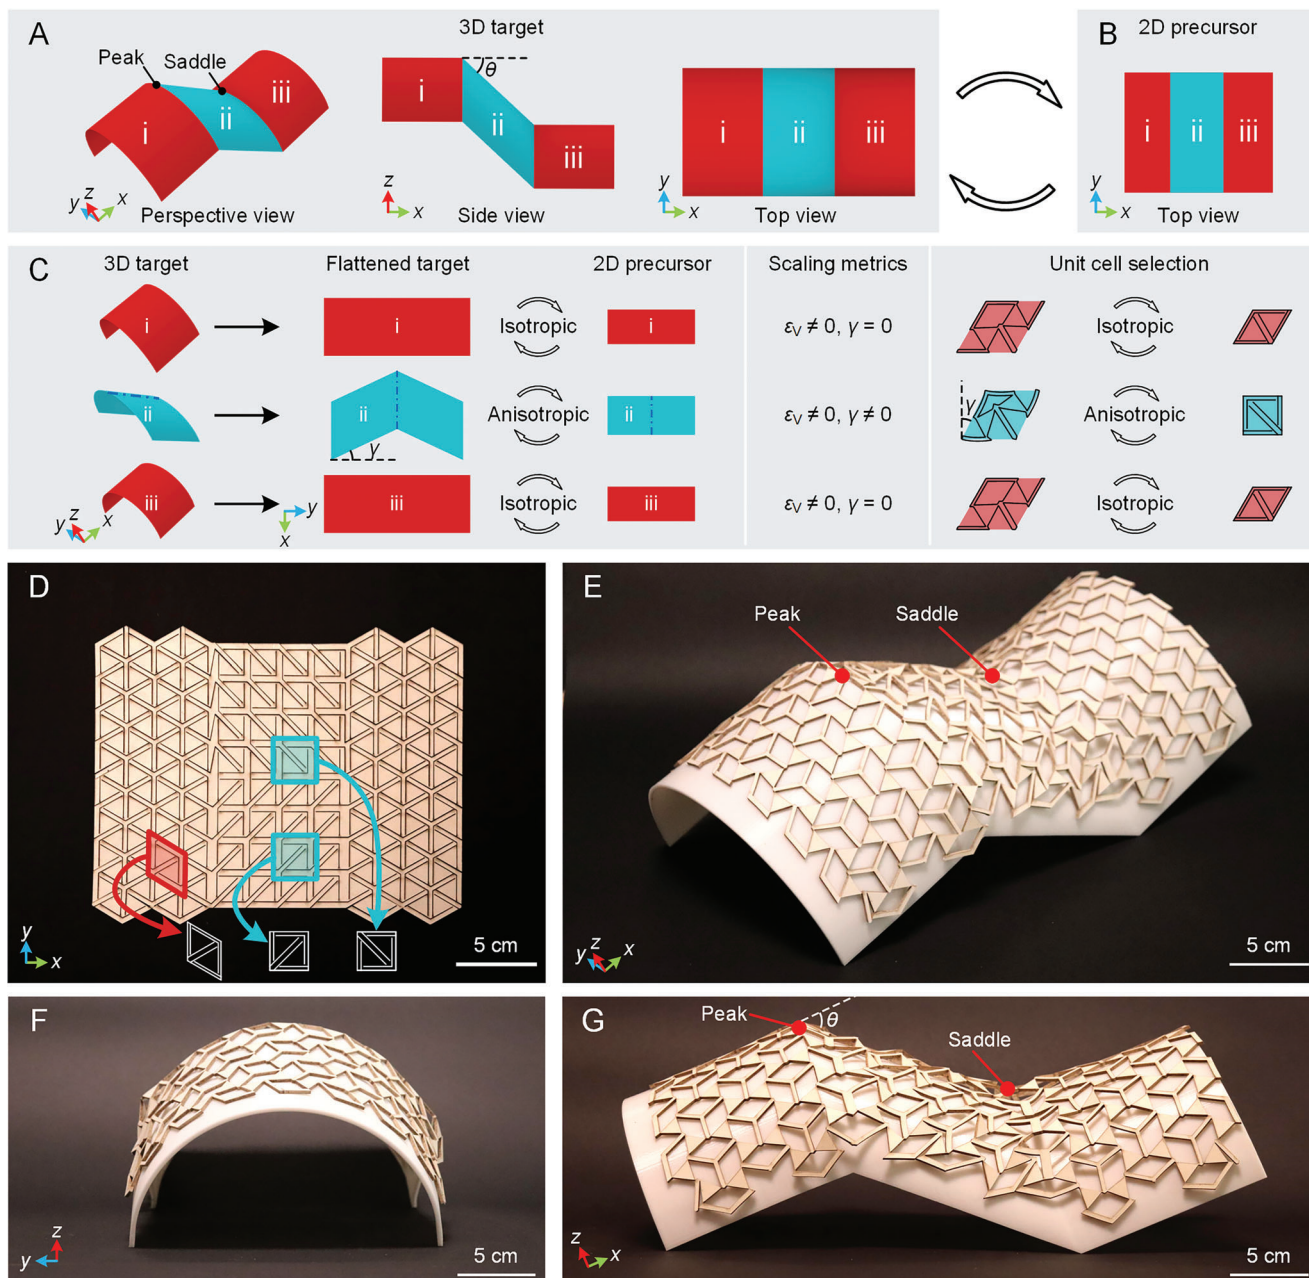 A
3D target
Peak
Saddle
i
ii
iii
z
y
x
Perspective view
θ
i
ii
iii
z
x
Side view
i
ii
iii
y
x
Top view
B
2D precursor
i
ii
iii
y
x
Top view
C
3D target
Flattened target
2D precursor
Scaling metrics
Unit cell selection
i
i
Isotropic
i
εV ≠ 0, γ = 0
Isotropic
ii
ii
γ
Anisotropic
ii
εV ≠ 0, γ ≠ 0
γ
Anisotropic
iii
iii
Isotropic
iii
εV ≠ 0, γ = 0
Isotropic
z
y
x
y
x
D
y
x
5 cm
E
Peak
Saddle
z
y
x
5 cm
F
z
y
5 cm
G
Peak
θ
Saddle
z
x
5 cm